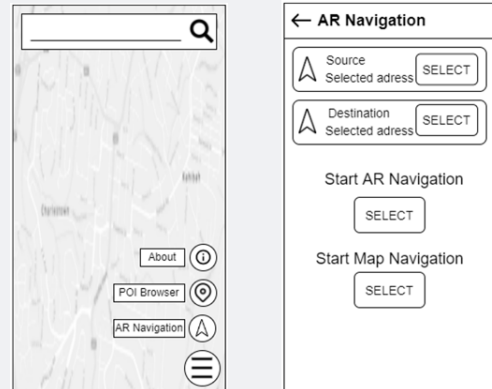 About
POI Browser
AR Navigation
AR Navigation
Source
Selected adress
SELECT
Destination
Selected adress
SELECT
Start AR Navigation
SELECT
Start Map Navigation
SELECT